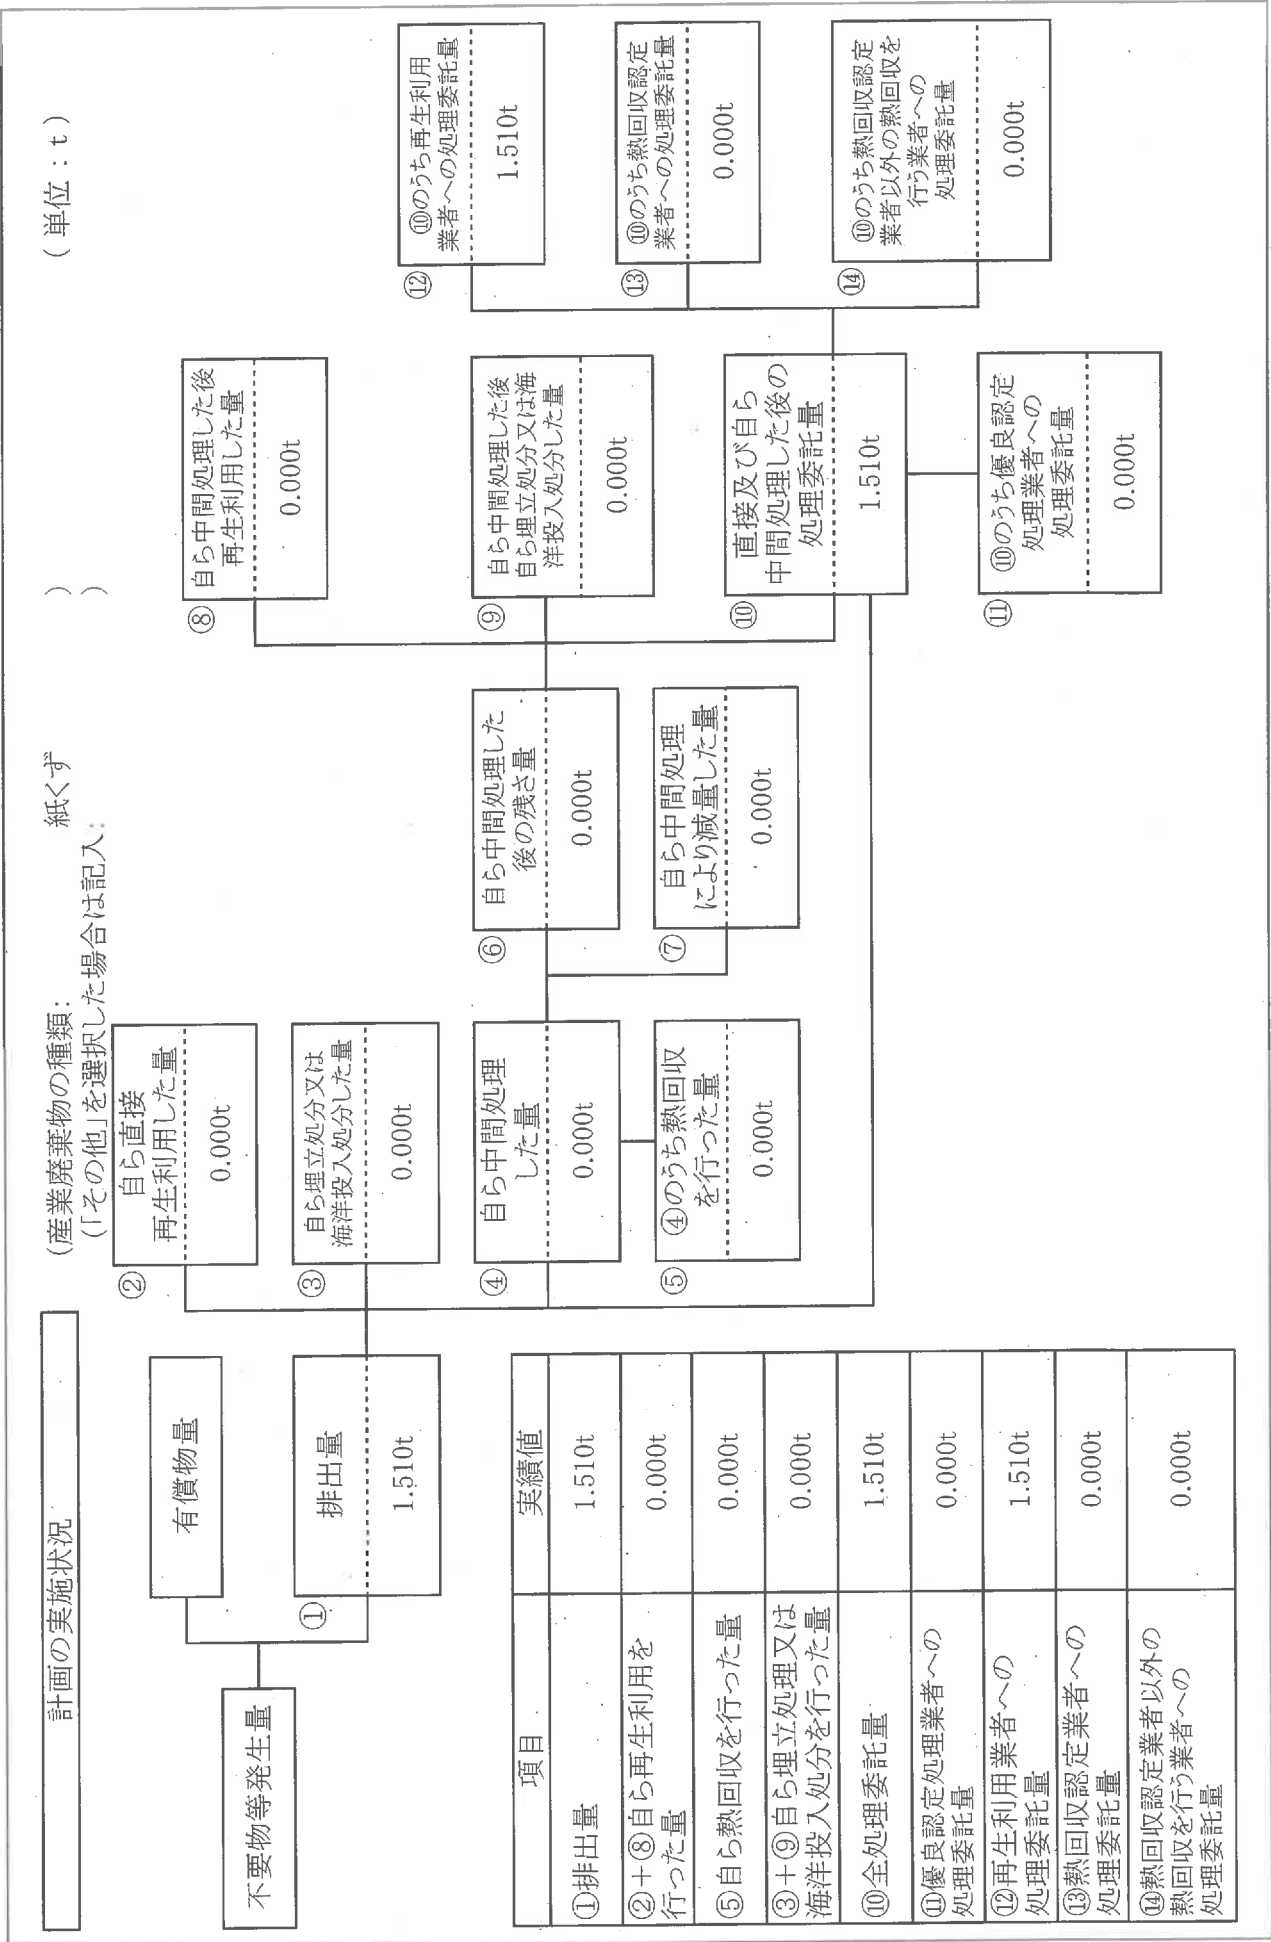 計画の実施状況
(産業廃棄物の種類： 紙くず )
(「その他」を選択した場合は記入： )
(単位：t)
不要物等発生量
有償物量
①
排出量
1.510t
②
自ら直接
再生利用した量
0.000t
③
自ら埋立処分又は
海洋投入処分した量
0.000t
④
自ら中間処理
した量
0.000t
⑤
④のうち熱回収
を行った量
0.000t
⑥
自ら中間処理した
後の残さ量
0.000t
⑦
自ら中間処理
により減量した量
0.000t
⑧
自ら中間処理した後
再生利用した量
0.000t
⑨
自ら中間処理した後
自ら埋立処分又は海
洋投入処分した量
0.000t
⑩
直接及び自ら
中間処理した後の
処理委託量
1.510t
⑪
⑩のうち優良認定
処理業者への
処理委託量
0.000t
⑫
⑩のうち再生利用
業者への処理委託量
1.510t
⑬
⑩のうち熱回収認定
業者への処理委託量
0.000t
⑭
⑩のうち熱回収認定
業者以外の熱回収を
行う業者への
処理委託量
0.000t
項目 実績値
①排出量 1.510t
②＋⑧自ら再生利用を
行った量 0.000t
⑤自ら熱回収を行った量 0.000t
③＋⑨自ら埋立処理又は
海洋投入処分を行った量 0.000t
⑩全処理委託量 1.510t
⑪優良認定処理業者への
処理委託量 0.000t
⑫再生利用業者への
処理委託量 1.510t
⑬熱回収認定業者への
処理委託量 0.000t
⑭熱回収認定業者以外の
熱回収を行う業者への
処理委託量 0.000t